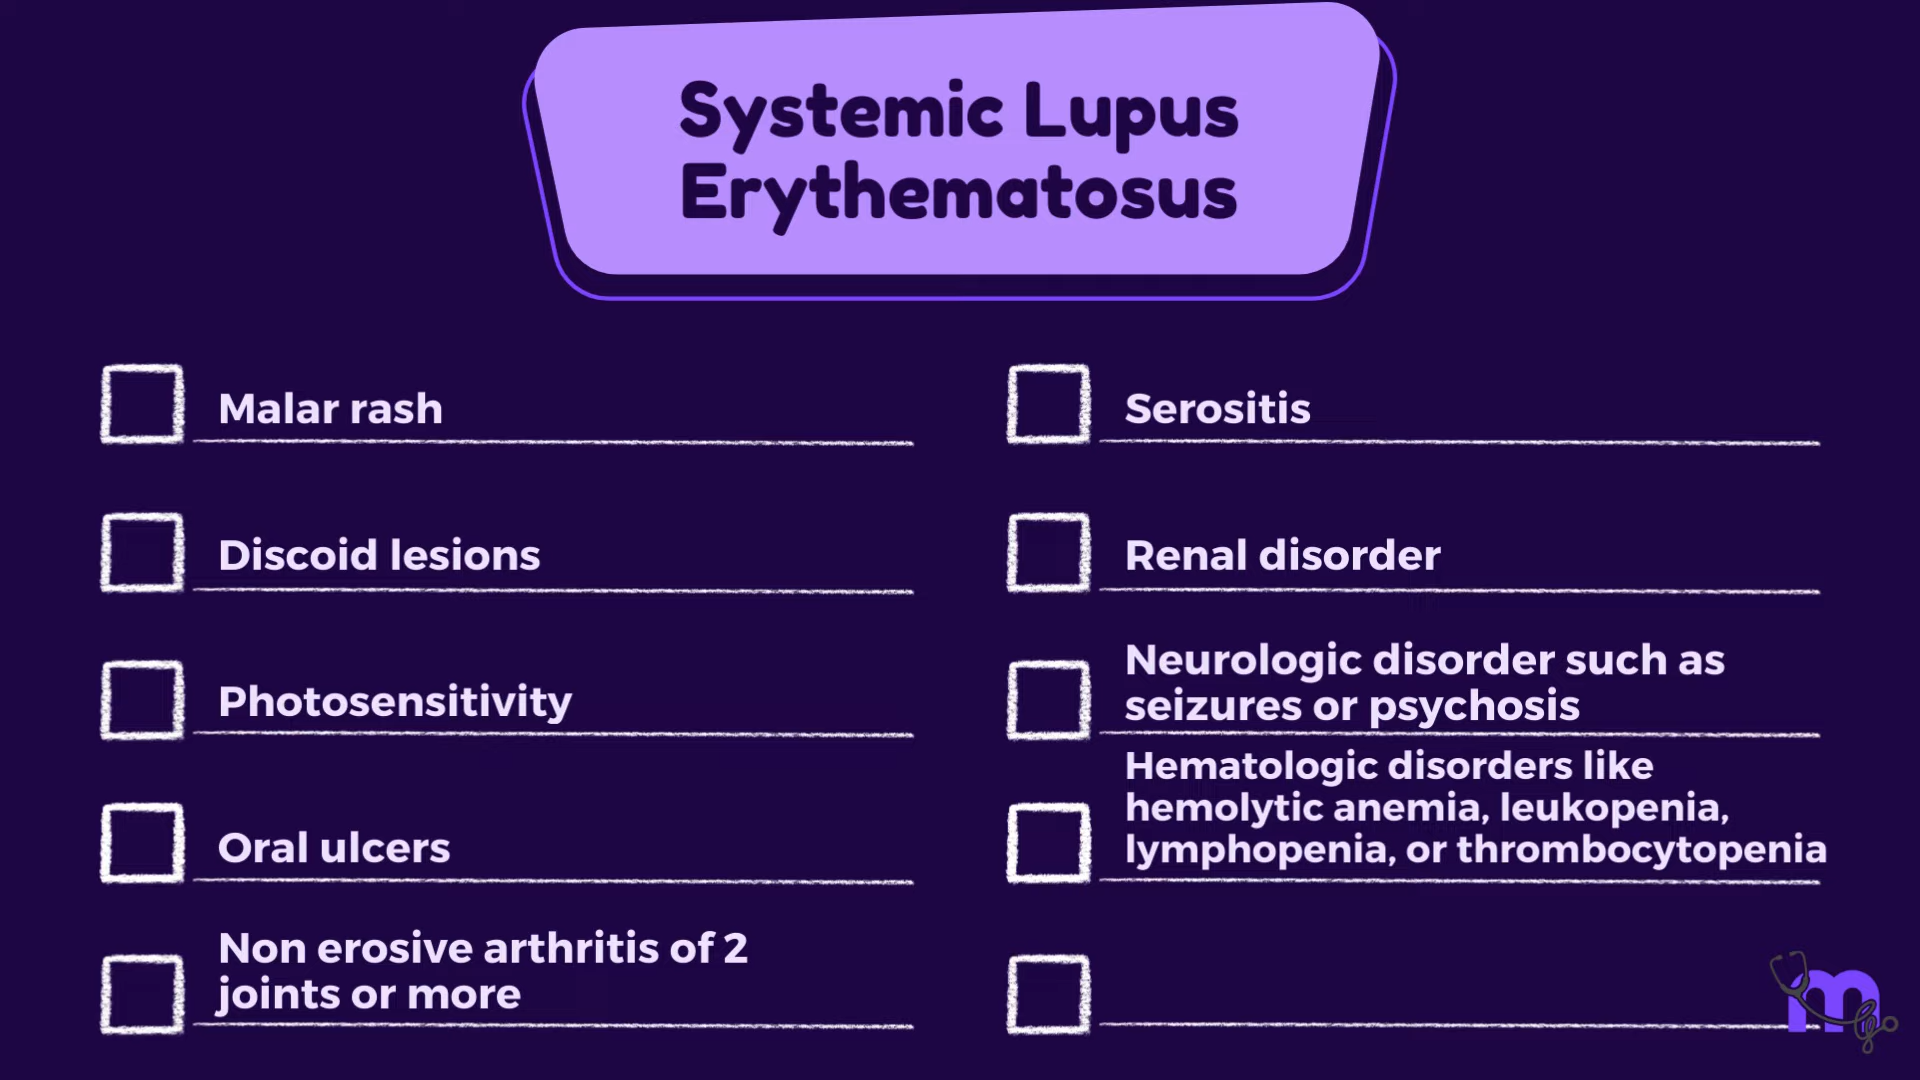 Systemic Lupus
Erythematosus
Malar rash
Discoid lesions
Photosensitivity
Oral ulcers
Non erosive arthritis of 2
joints or more
Serositis
Renal disorder
Neurologic disorder such as
seizures or psychosis
Hematologic disorders like
hemolytic anemia, leukopenia,
lymphopenia, or thrombocytopenia
m
go